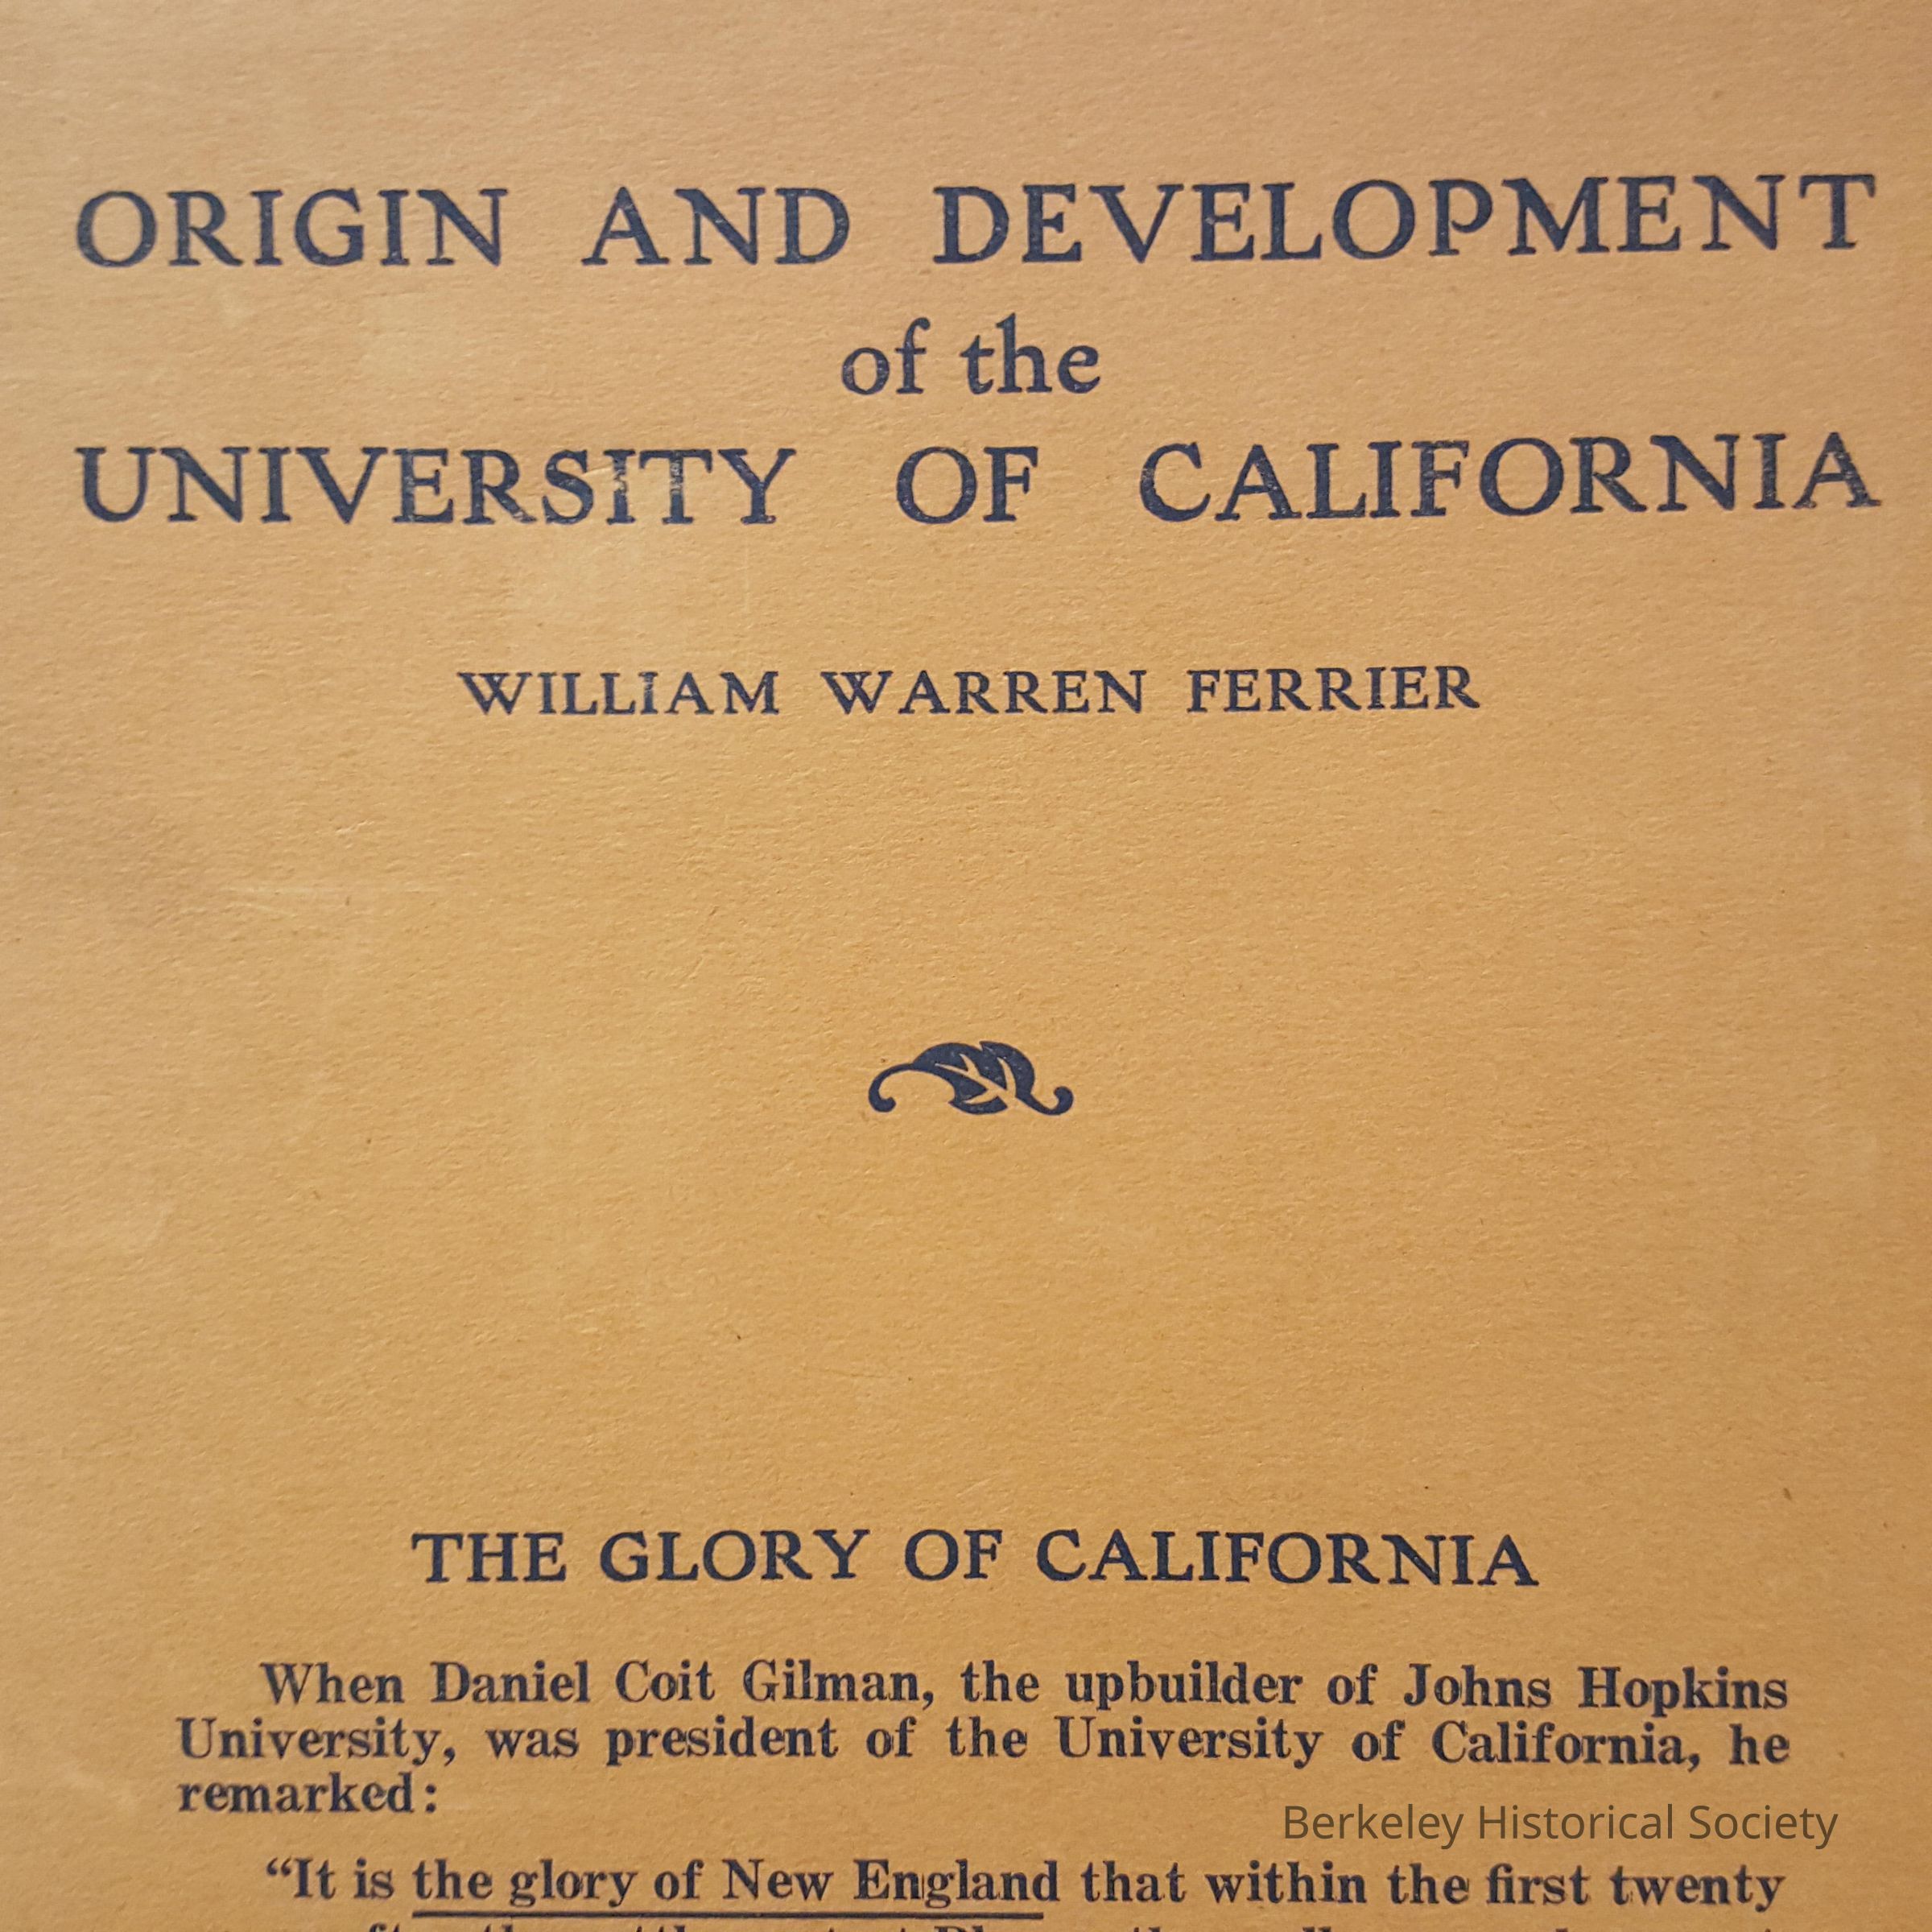 ORIGIN AND DEVELOPMENT
of the
UNIVERSITY OF CALIFORNIA
WILLIAM WARREN FERRIER
THE GLORY OF CALIFORNIA
When Daniel Coit Gilman, the upbuilder of Johns Hopkins
University, was president of the University of California, he
remarked:
Berkeley Historical Society
“It is the glory of New England that within the first twenty